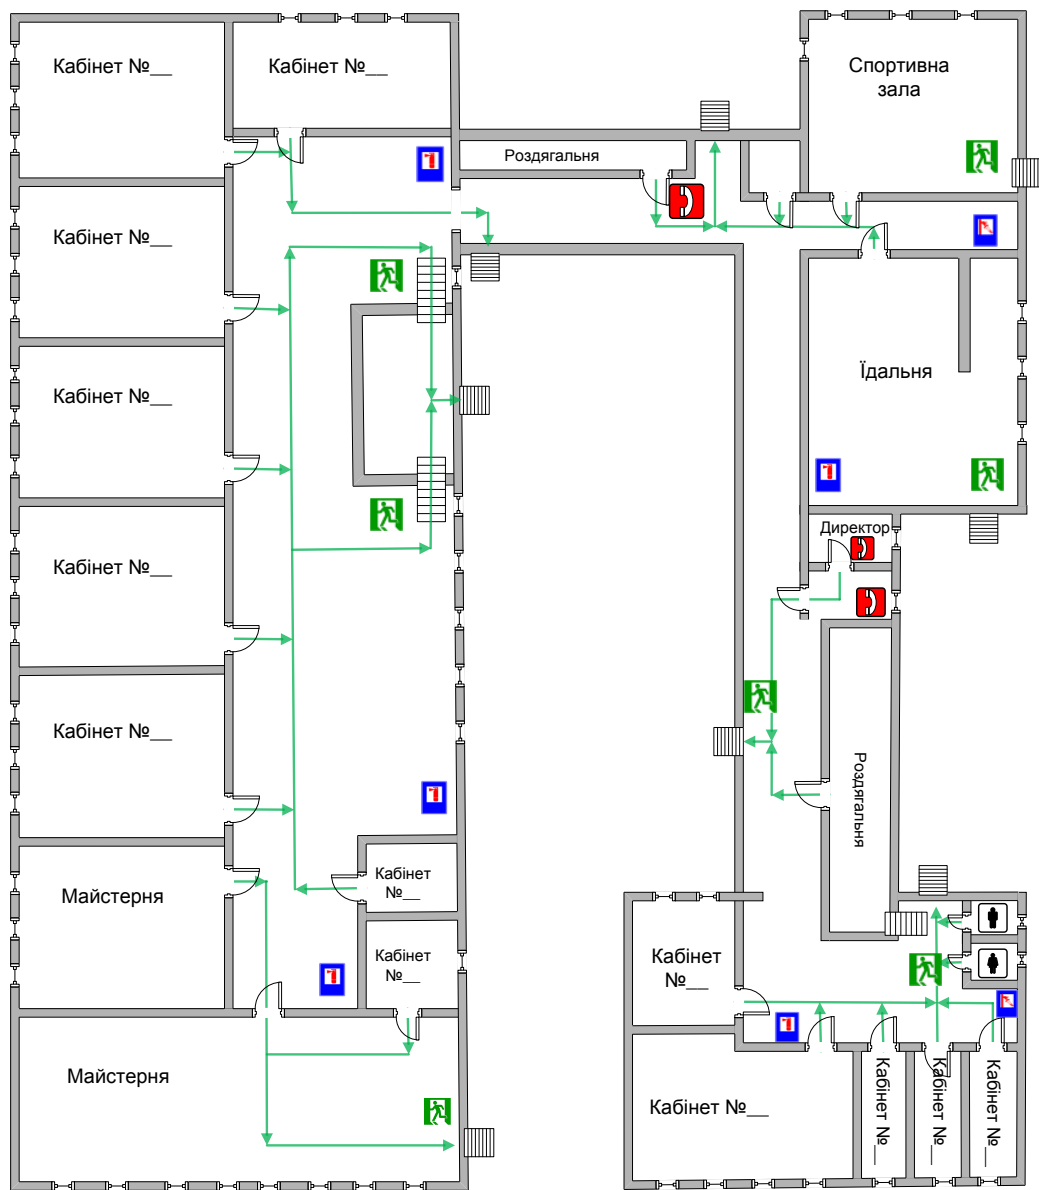 Кабінет №__
Кабінет №__
Спортивна
зала
Роздягальня
Кабінет №__
Кабінет №__
Їдальня
Директор
Кабінет №__
Кабінет №__
Роздягальня
Майстерня
Кабінет
№__
Кабінет
№__
Кабінет
№__
Майстерня
Кабінет №__
Кабінет №__
Кабінет №__
Кабінет №__